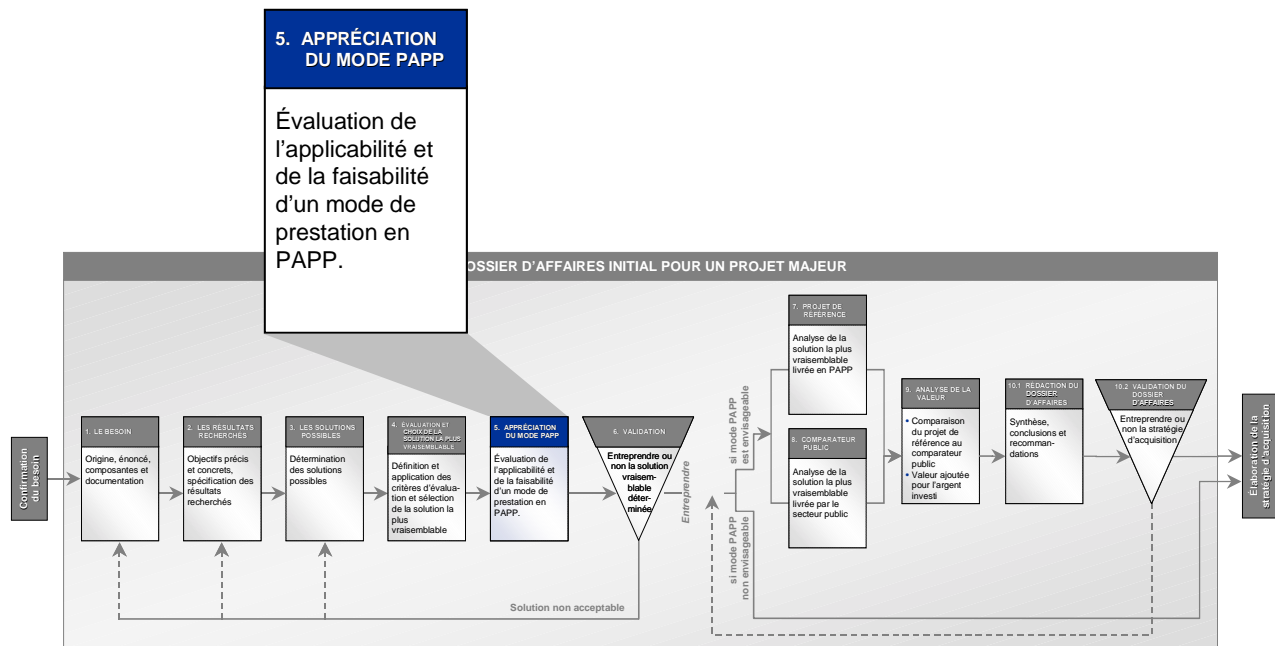 5. APPRÉCIATION
DU MODE PAPP
Évaluation de
l'applicabilité et
de la faisabilité
d'un mode de
prestation en
PAPP.
OSSIER D'AFFAIRES INITIAL POUR UN PROJET MAJEUR
Confirmation
du besoin
1. LE BESOIN
Origine, énoncé,
composantes et
documentation
2. LES RÉSULTATS
RECHERCHÉS
Objectifs précis et
concrets,
spécification des
résultats
recherchés
3. LES SOLUTIONS
POSSIBLES
Détermination
des solutions
possibles
4. ÉVALUATION ET
CHOIX DE LA
SOLUTION LA PLUS
VRAISEMBLABLE
Définition et
application des
critères d'évalua-
tion et sélection
de la solution la
plus
vraisemblable
5. APPRÉCIATION
DU MODE PAPP
Évaluation de
l'applicabilité et
de la faisabilité
d'un mode de
prestation en
PAPP.
6. VALIDATION
Entreprendre ou
non la solution
vraisem-
blable
déter-
minée
Entreprendre
Solution non acceptable
si mode PAPP
est envisageable
si mode PAPP
non envisageable
7. PROJET DE
RÉFÉRENCE
Analyse de la
solution la plus
vraisemblable
livrée en PAPP
8. COMPARATEUR
PUBLIC
Analyse de la
solution la plus
vraisemblable
livrée par le
secteur public
9. ANALYSE DE LA
VALEUR
• Comparaison
du projet de
référence au
comparateur
public
• Valeur ajoutée
pour l'argent
investi
10.1 RÉDACTION DU
DOSSIER
D'AFFAIRES
Synthèse,
conclusions et
recomman-
dations
10.2 VALIDATION DU
DOSSIER
D'AFFAIRES
Entreprendre ou
non la stratégie
d'acquisition
Élaboration de la
stratégie d'acquisition